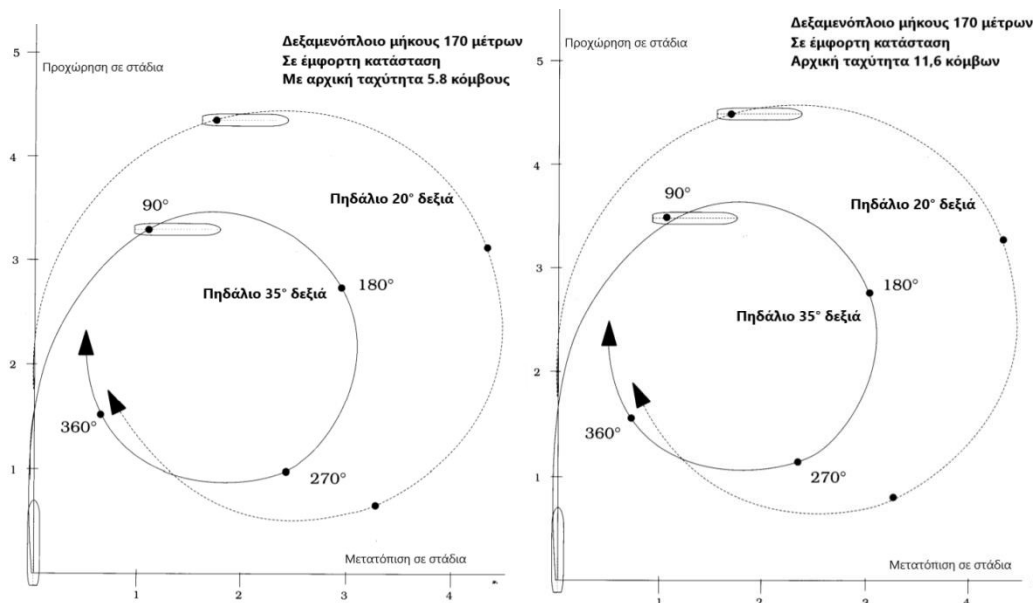 Δεξαμενόπλοιο μήκους 170 μέτρων
Σε έμφορτη κατάσταση
Με αρχική ταχύτητα 5.8 κόμβους
5
Προχώρηση σε στάδια
4
Πηδάλιο 20° δεξιά
90°
3
Πηδάλιο 35° δεξιά
180°
2
360°
1
270°
Μετατόπιση σε στάδια
1
2
3
4
Δεξαμενόπλοιο μήκους 170 μέτρων
Σε έμφορτη κατάσταση
Αρχική ταχύτητα 11,6 κόμβων
5
Προχώρηση σε στάδια
4
90°
Πηδάλιο 20° δεξιά
3
180°
Πηδάλιο 35° δεξιά
2
360°
1
270°
Μετατόπιση σε στάδια
1
2
3
4